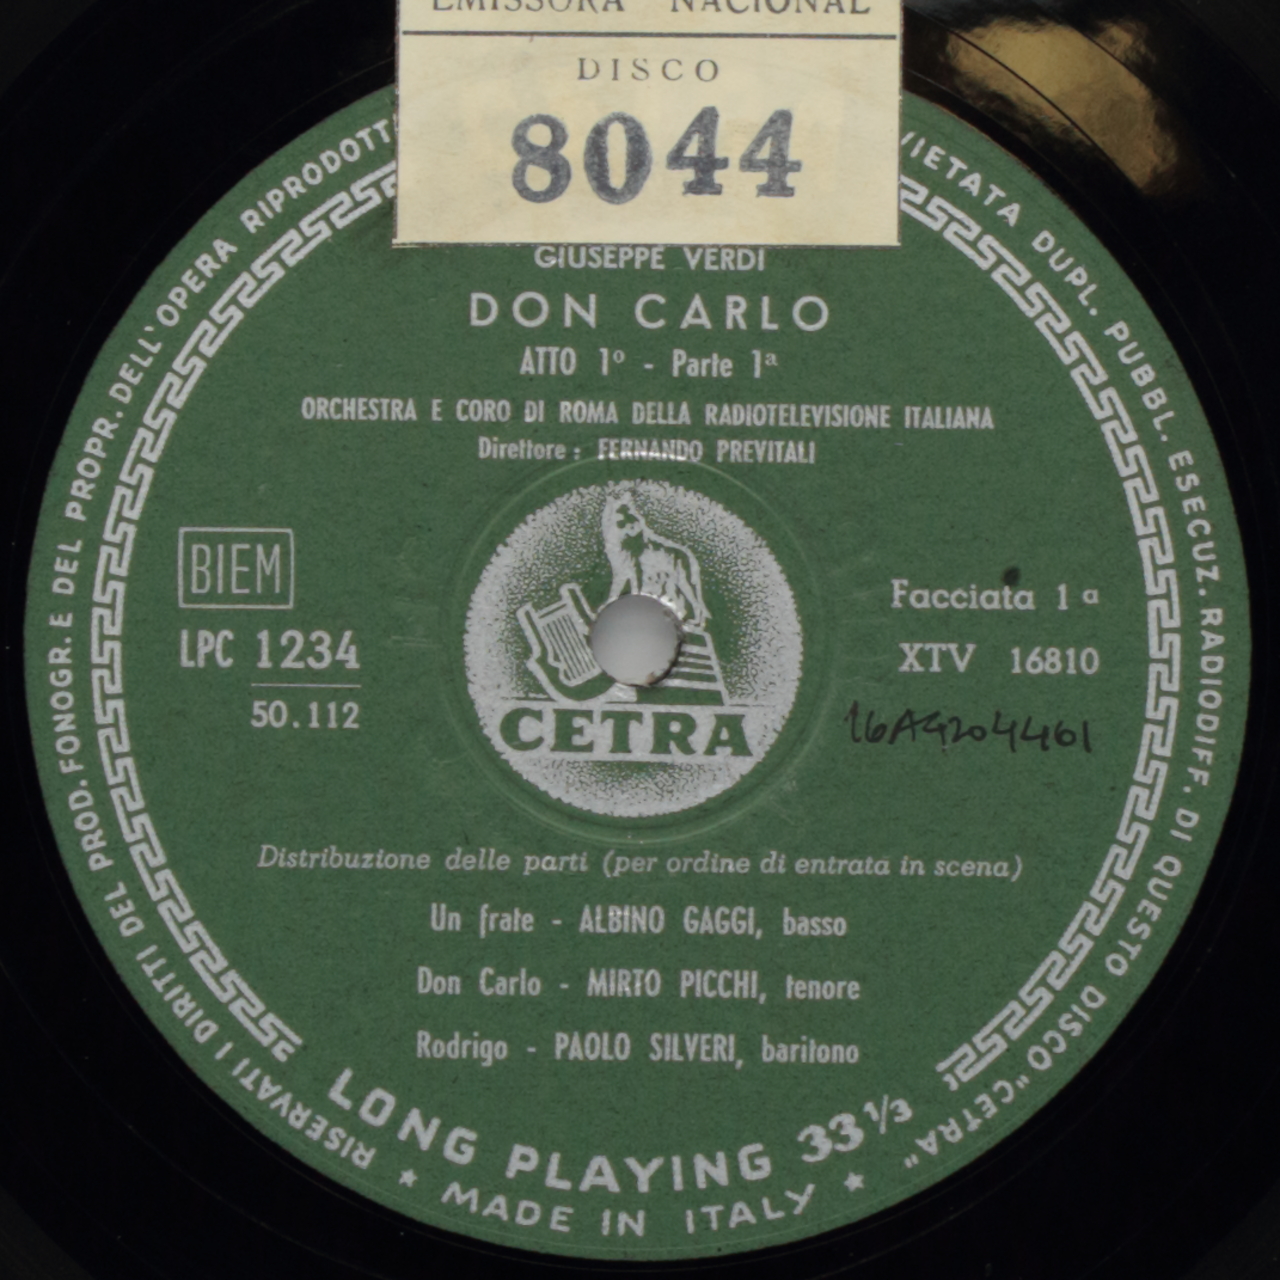 EMISSORA NACIONAL
DISCO
8044
GIUSEPPE VERDI
DON CARLO
ATTO 1º - Parte 1ª
ORCHESTRA E CORO DI ROMA DELLA RADIOTELEVISIONE ITALIANA
Direttore: FERNANDO PREVITALI
BIEM
LPC 1234
50.112
Facciata 1ª
XTV 16810
16AG204461
CETRA
Distribuzione delle parti (per ordine di entrata in scena)
Un frate - ALBINO GAGGI, basso
Don Carlo - MIRTO PICCHI, tenore
Rodrigo - PAOLO SILVERI, baritono
LONG PLAYING 33 1/3
★ MADE IN ITALY ★
RISERVATI I DIRITTI DEL PROD. FONOGR. E DEL PROPR. DELL'OPERA RIPRODOTT
VIETATA DUPL. PUBBL. ESECUZ. RADIODIFF. DI QUESTO DISCO "CETRA"